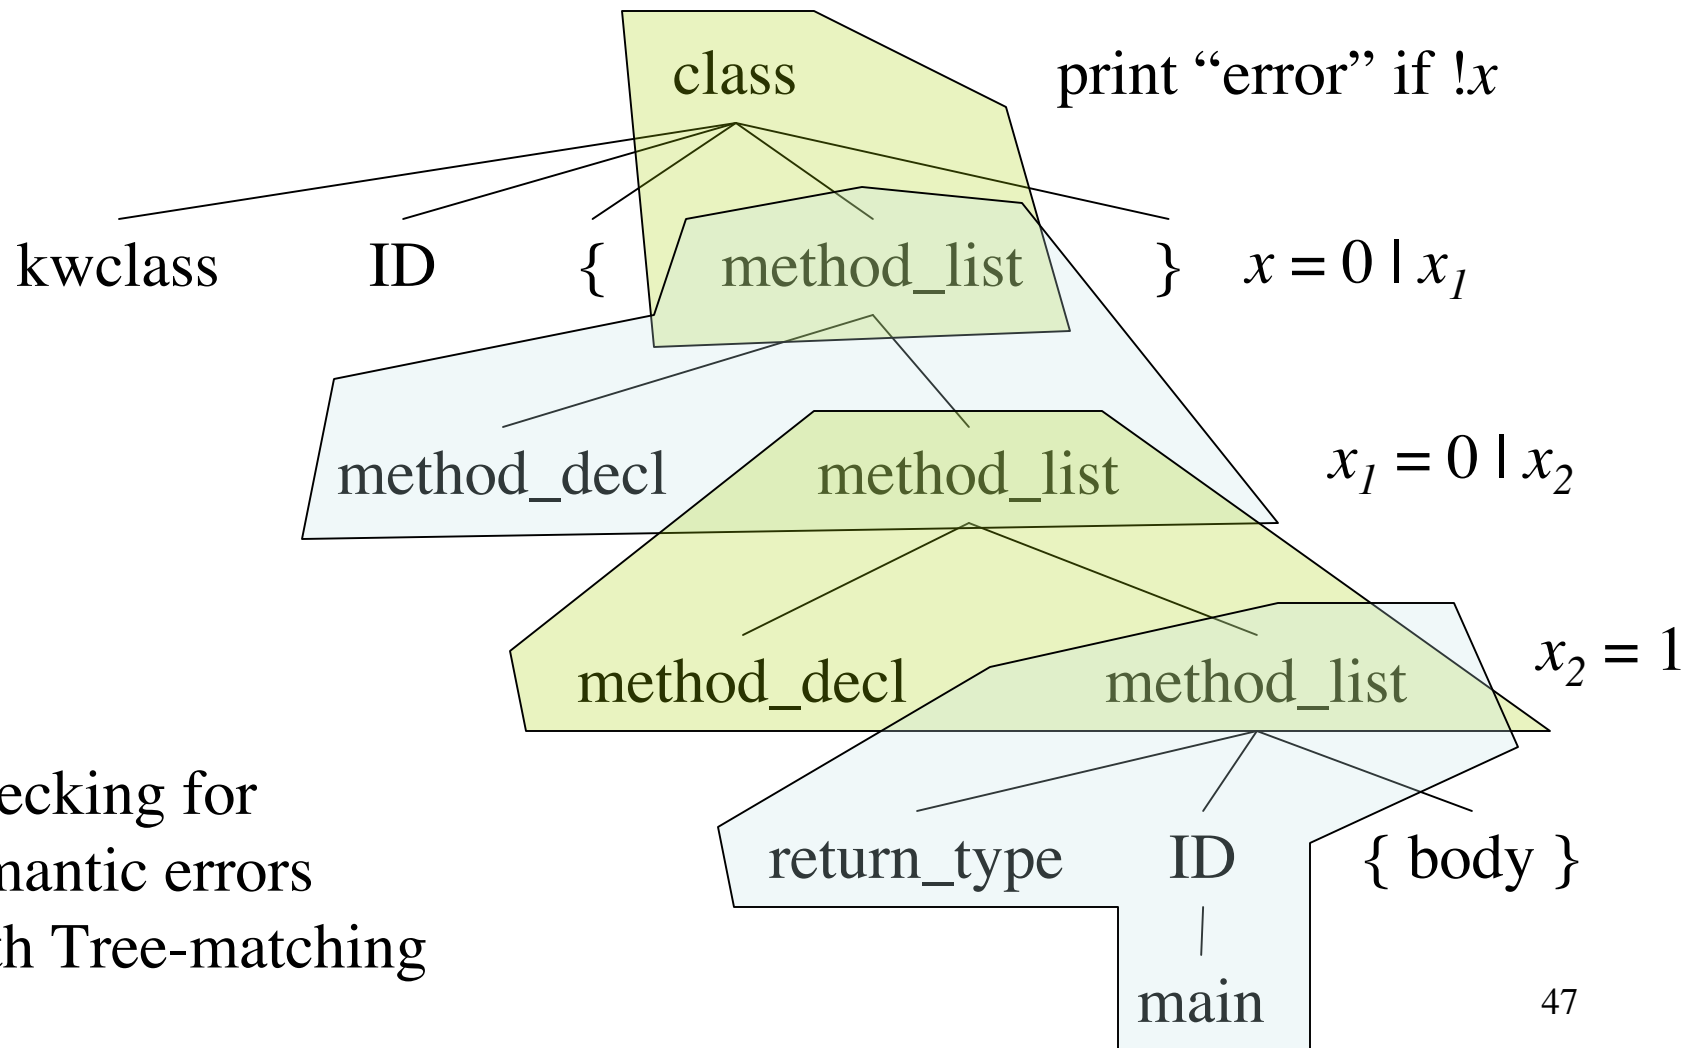 class print “error” if !x
kwclass ID { method_list } x = 0 | x1
method_decl method_list x1 = 0 | x2
method_decl method_list x2 = 1
ecking for
mantic errors
th Tree-matching
return_type ID { body }
main
47